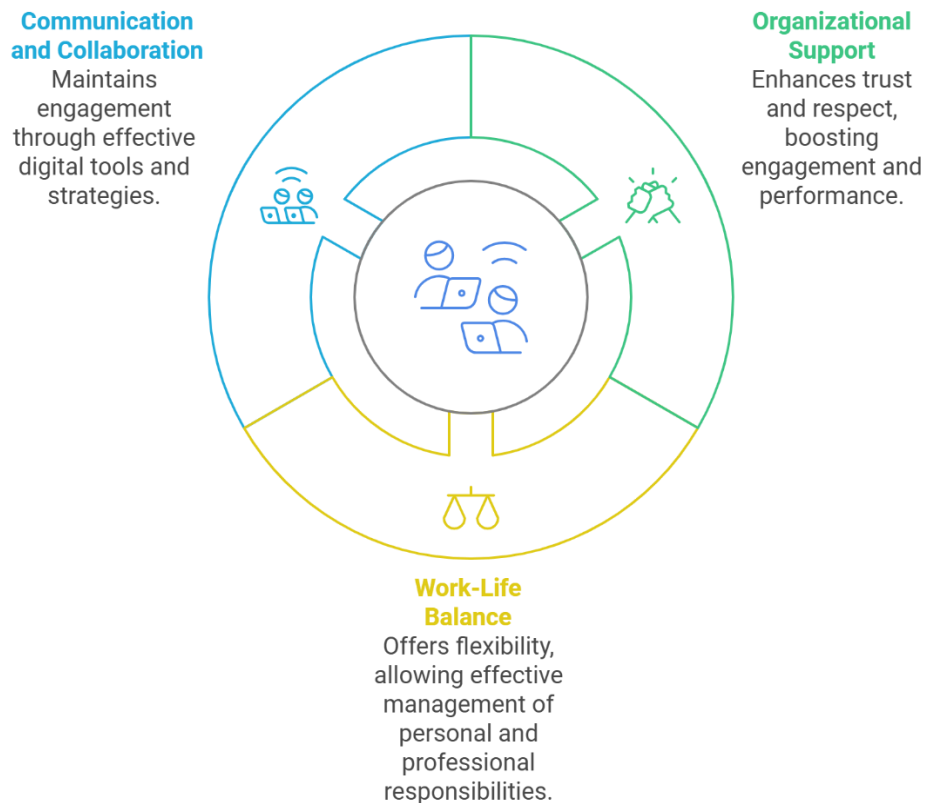 Communication
and Collaboration
Maintains
engagement
through effective
digital tools and
strategies.
Organizational
Support
Enhances trust
and respect,
boosting
engagement and
performance.
Work-Life
Balance
Offers flexibility,
allowing effective
management of
personal and
professional
responsibilities.